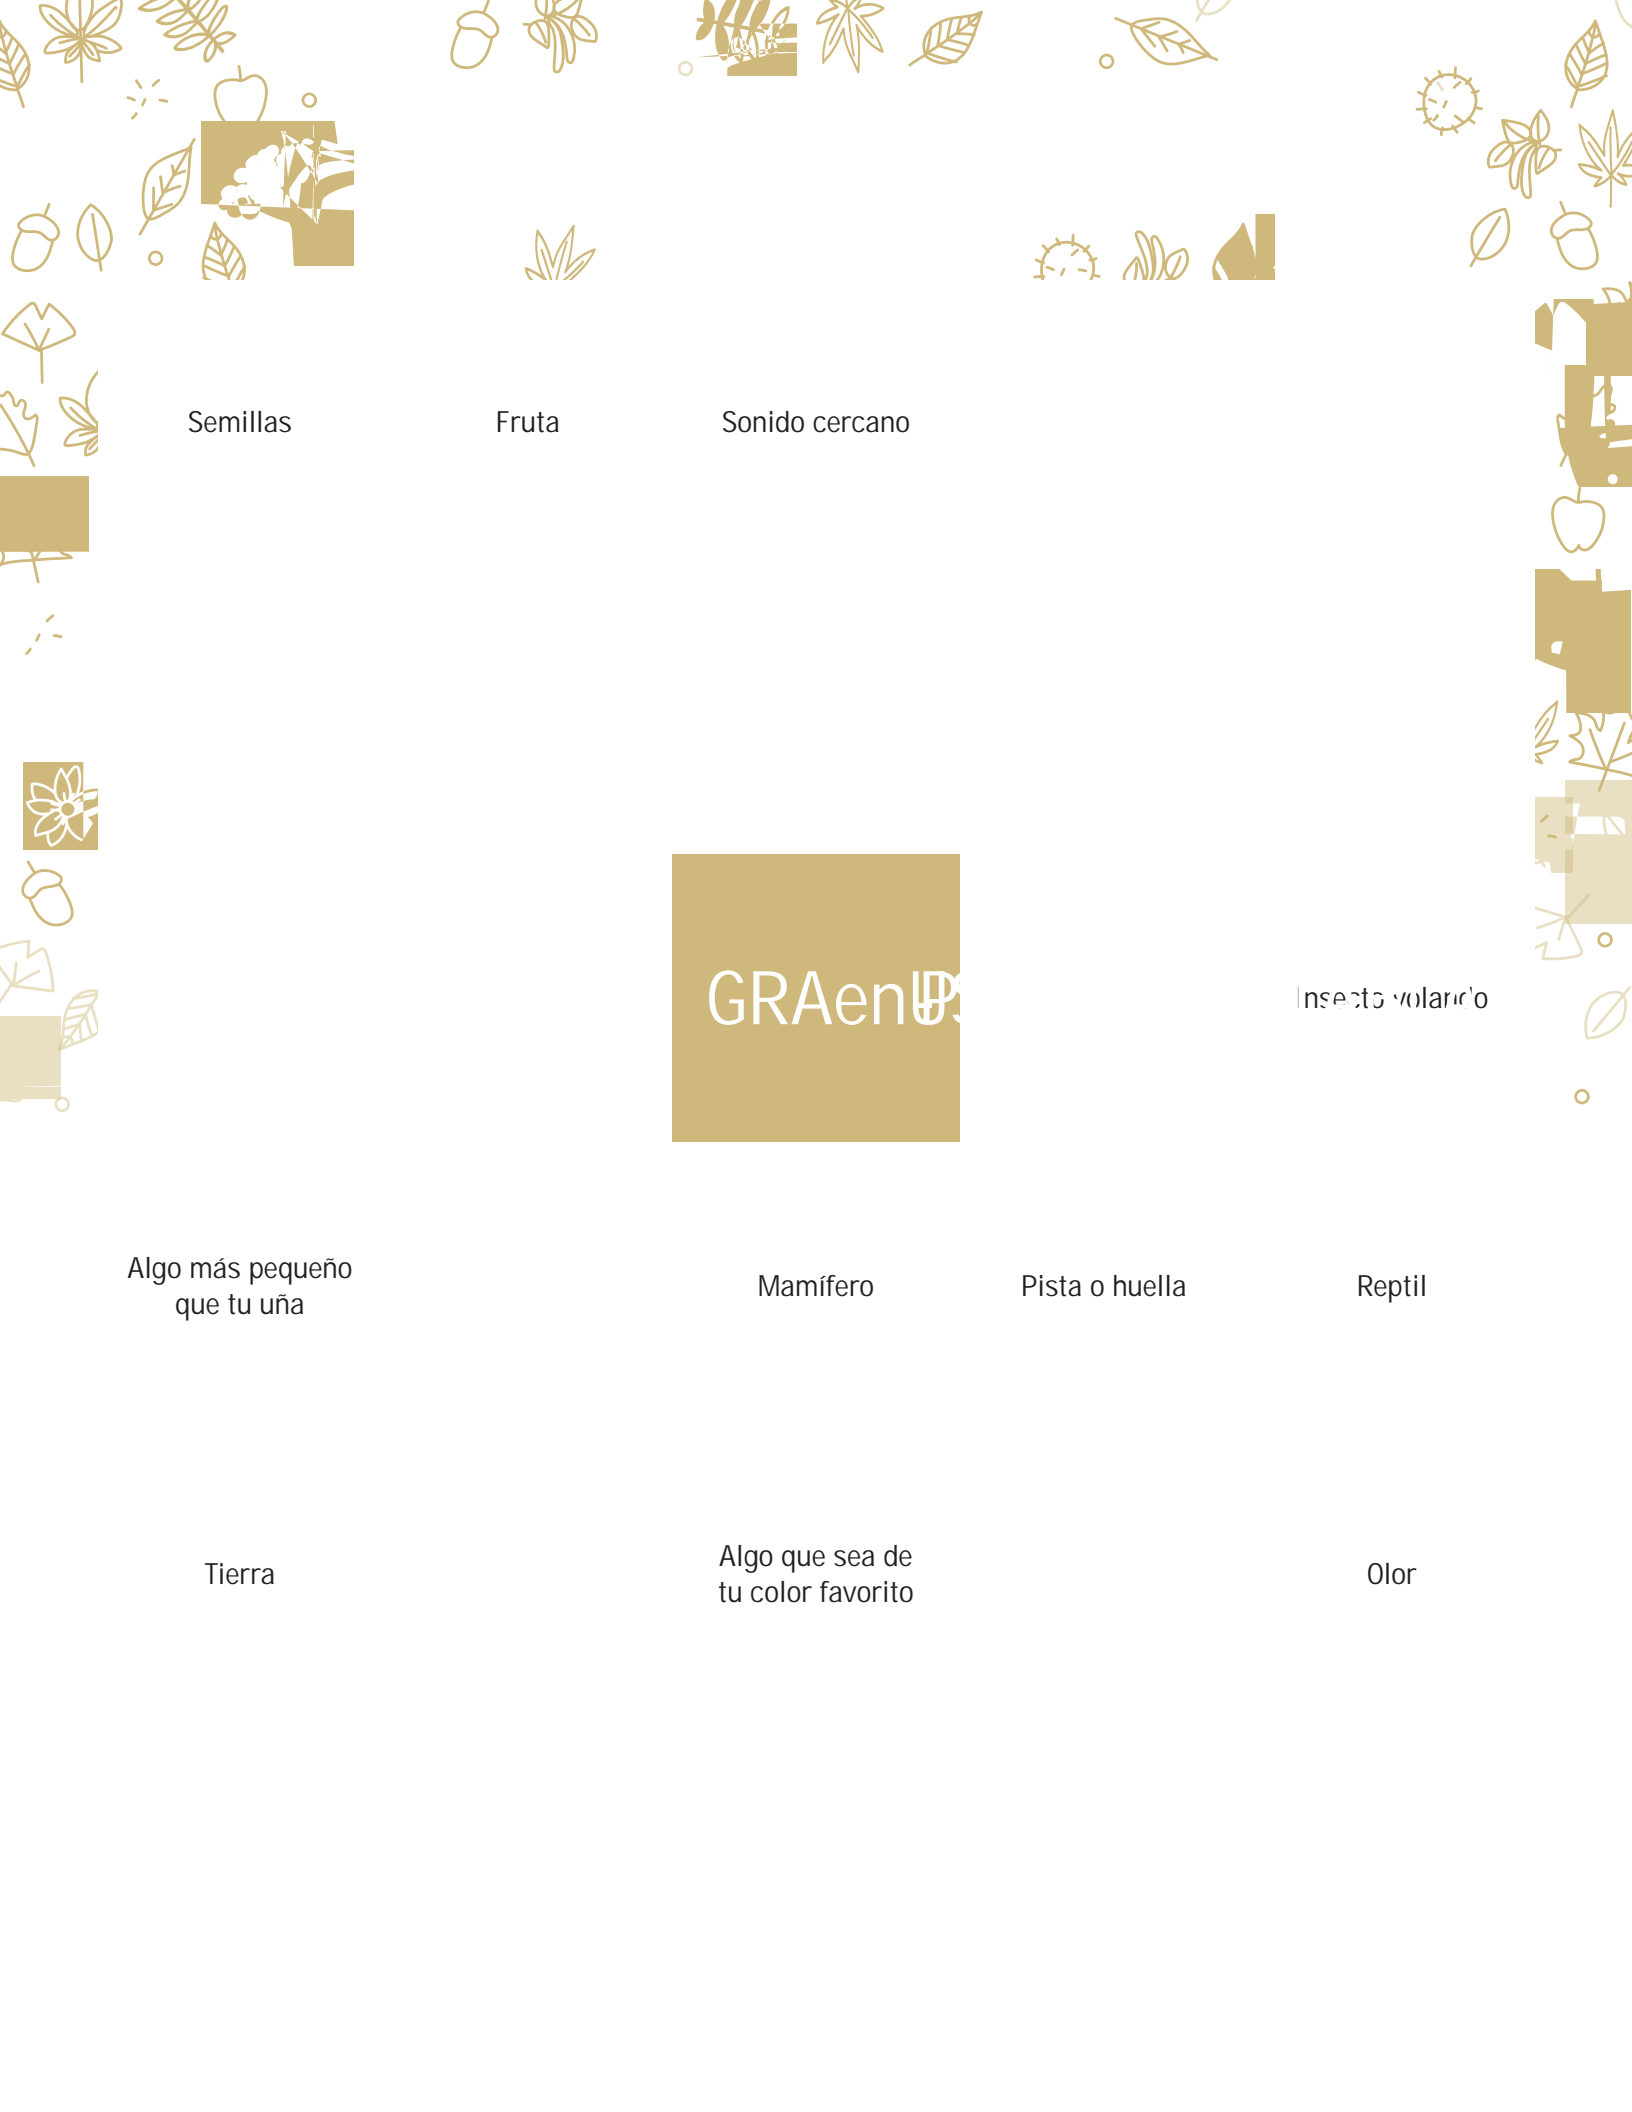 Semillas
Fruta
Sonido cercano
Insecto volando
Algo más pequeño
que tu uña
Mamífero
Pista o huella
Reptil
Tierra
Algo que sea de
tu color favorito
Olor